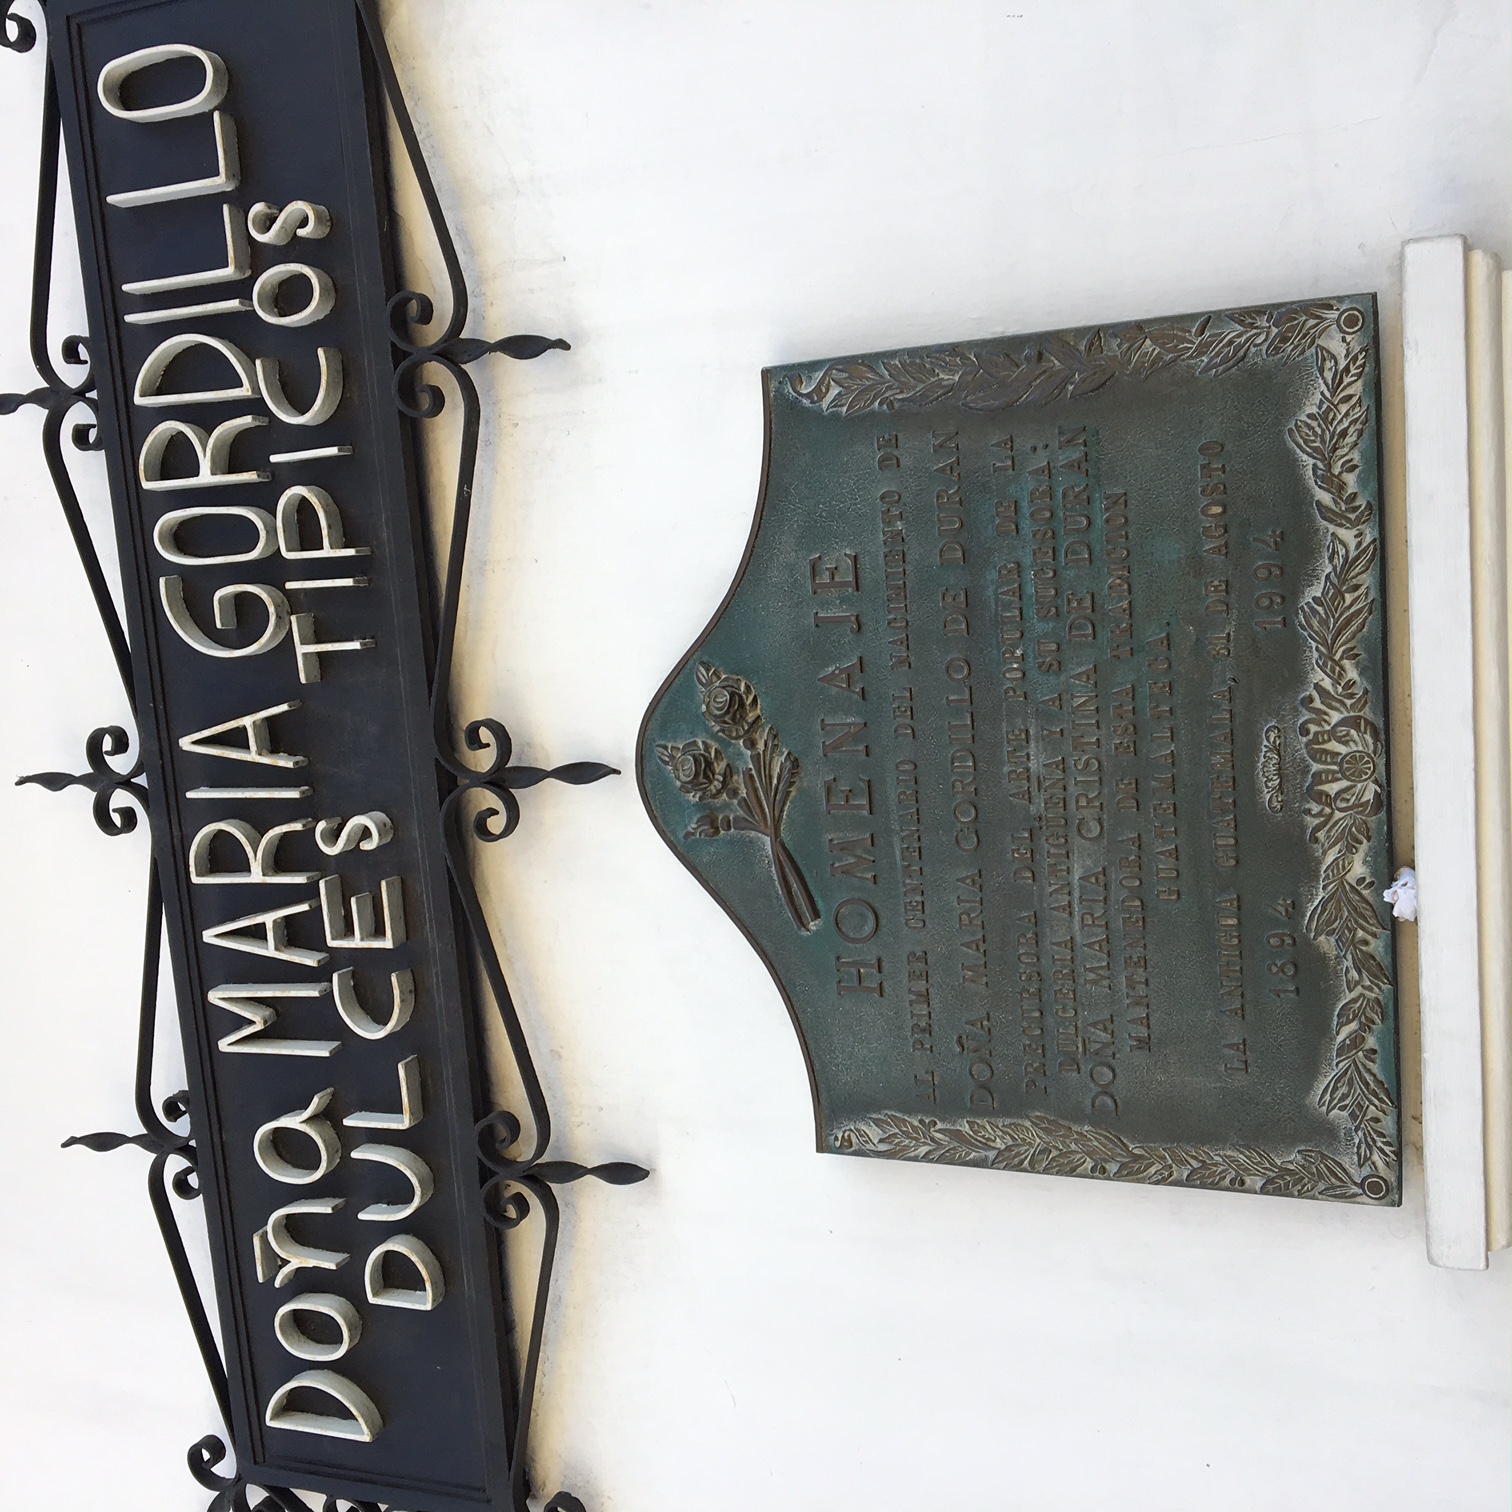 Doña MARIA GORDILLO
DULCES TIPICOS
HOMENAJE
AL PRIMER CENTENARIO DEL NACIMIENTO DE
DOÑA MARIA GORDILLO DE DURAN
PRECURSORA DEL ARTE POPULAR DE LA
DULCERIA ANTIGÜEÑA Y A SU SUCESORA:
DOÑA MARIA CRISTINA DE DURAN
MANTENEDORA DE ESTA TRADICION
GUATEMALTECA.
LA ANTIGUA GUATEMALA, 31 DE AGOSTO
1894 1994